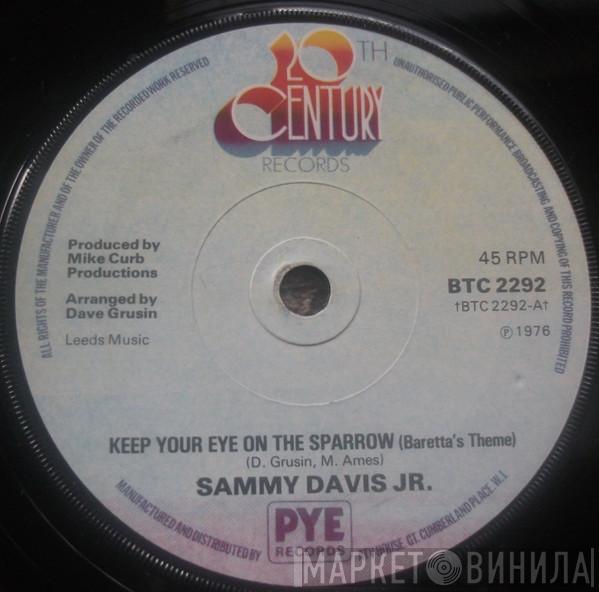 20TH
CENTURY
RECORDS
ALL RIGHTS OF THE MANUFACTURER AND OF THE OWNER OF THE RECORDED WORK RESERVED
UNAUTHORISED PUBLIC PERFORMANCE BROADCASTING AND COPYING OF THIS RECORD PROHIBITED
Produced by
Mike Curb
Productions
Arranged by
Dave Grusin
Leeds Music
45 RPM
BTC 2292
†BTC 2292-A†
Ⓟ 1976
KEEP YOUR EYE ON THE SPARROW (Baretta's Theme)
(D. Grusin, M. Ames)
SAMMY DAVIS JR.
MANUFACTURED AND DISTRIBUTED BY
PYE
RECORDS
GT. CUMBERLAND PLACE. W.1
МАРКЕТ ВИНИЛА